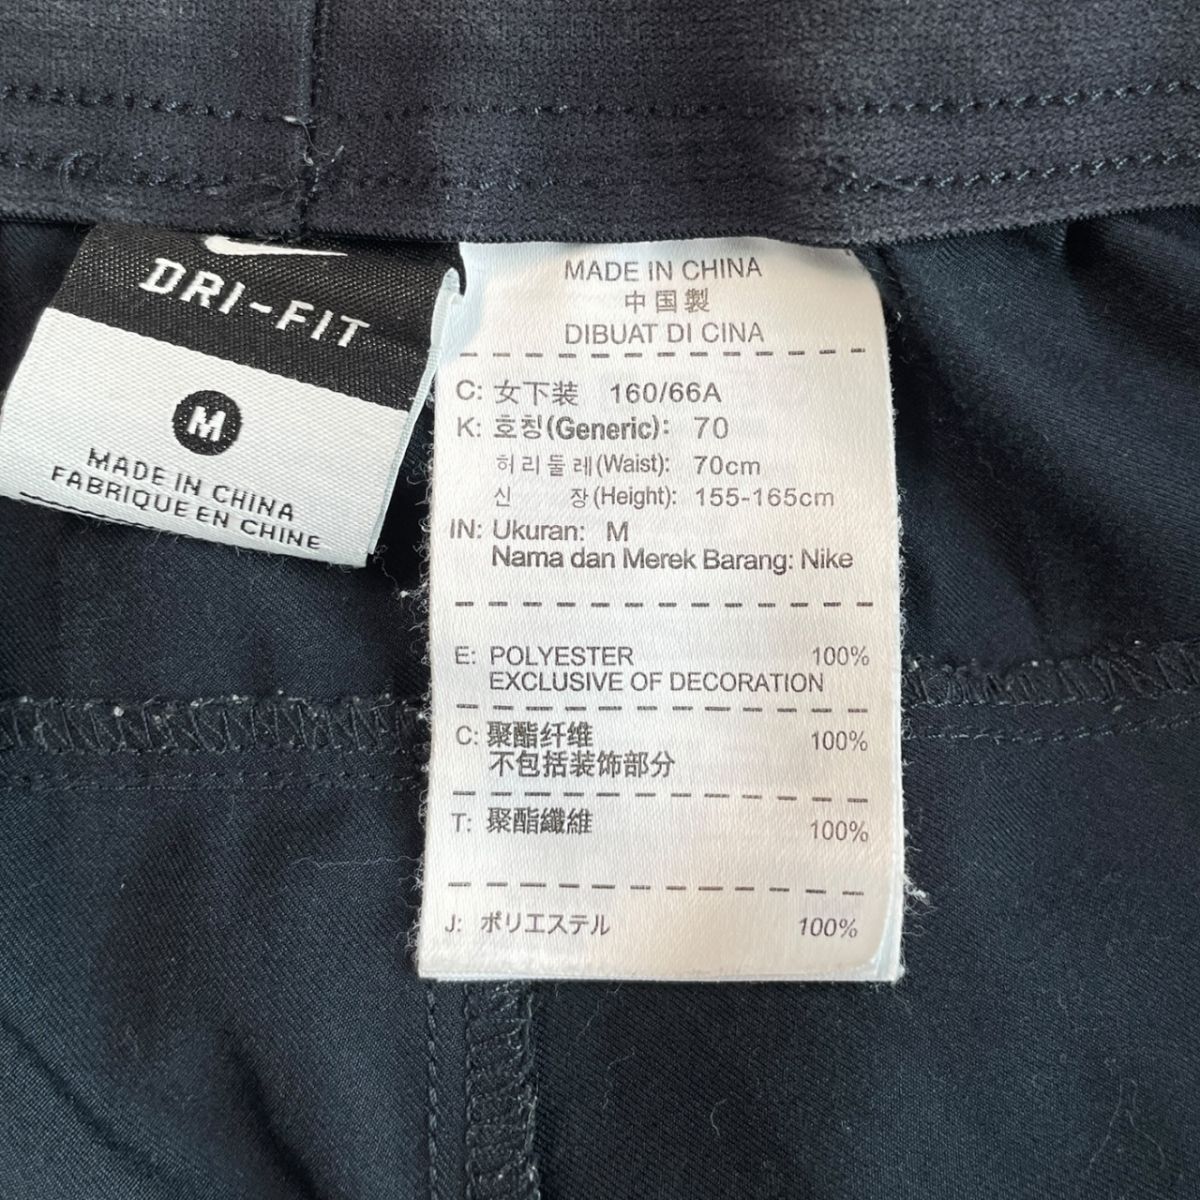 DRI-FIT
M
MADE IN CHINA
FABRIQUE EN CHINE
MADE IN CHINA
中国製
DIBUAT DI CINA
C: 女下装 160/66A
K: 호칭(Generic): 70
허리둘레(Waist): 70cm
신 장(Height): 155-165cm
IN: Ukuran: M
Nama dan Merek Barang: Nike
E: POLYESTER 100%
EXCLUSIVE OF DECORATION
C: 聚酯纤维 100%
不包括装饰部分
T: 聚酯纖維 100%
J: ポリエステル 100%